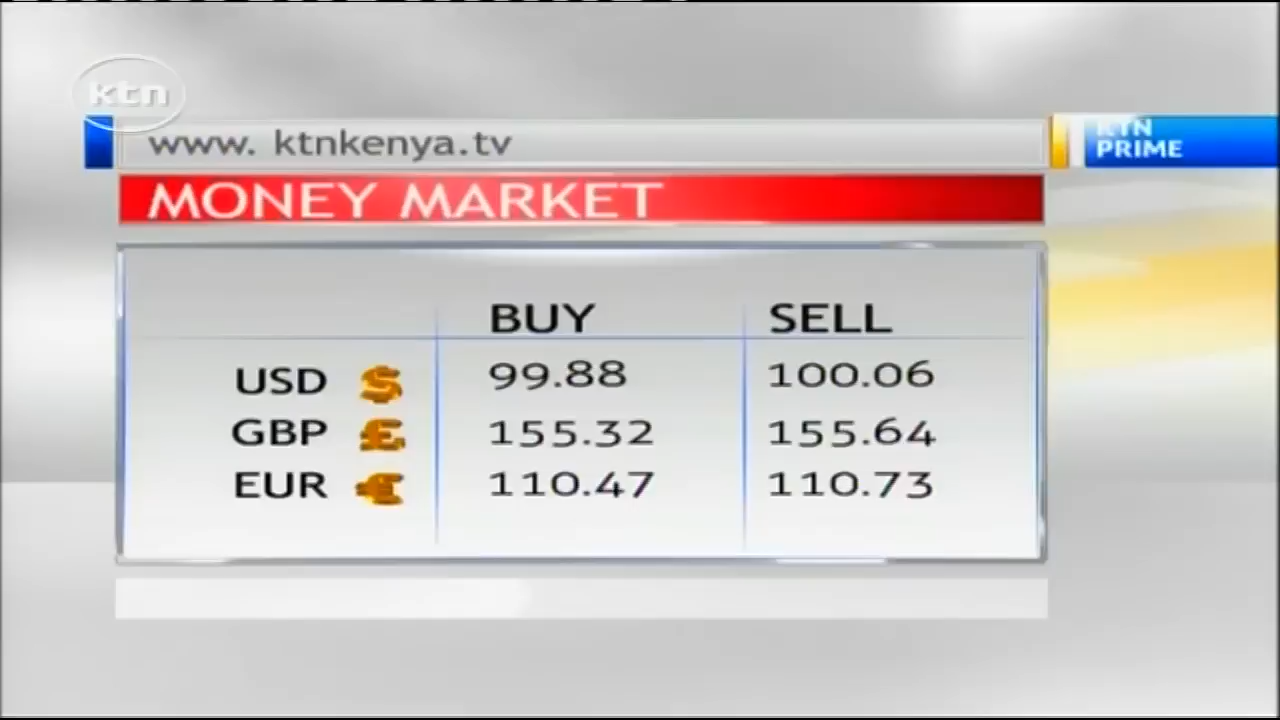 ktn
www. ktnkenya.tv
KTN
PRIME
MONEY MARKET
BUY SELL
USD $ 99.88 100.06
GBP £ 155.32 155.64
EUR € 110.47 110.73